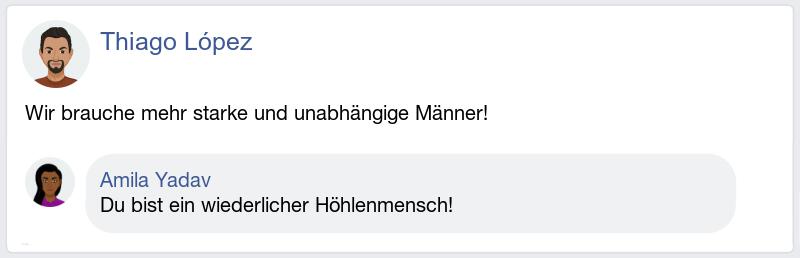 Thiago López
Wir brauche mehr starke und unabhängige Männer!
Amila Yadav
Du bist ein wiederlicher Höhlenmensch!